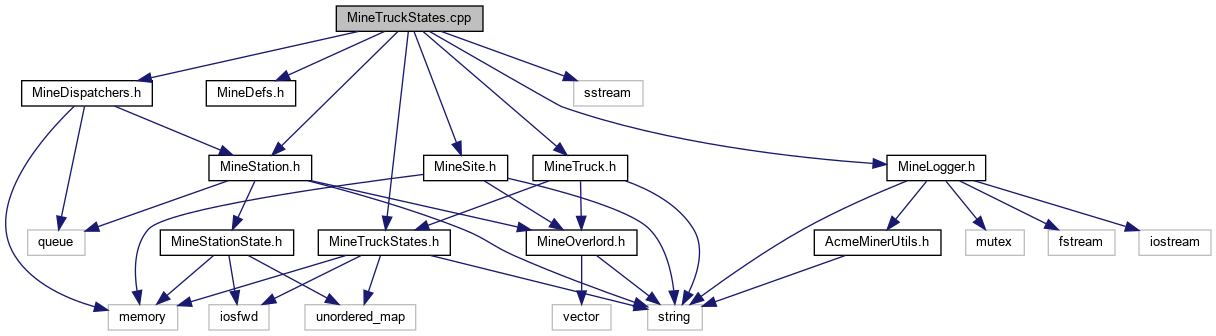 MineTruckStates.cpp
MineDispatchers.h
MineDefs.h
sstream
MineStation.h
MineSite.h
MineTruck.h
MineLogger.h
queue
MineStationState.h
MineTruckStates.h
MineOverlord.h
AcmeMinerUtils.h
mutex
fstream
iostream
memory
iosfwd
unordered_map
vector
string